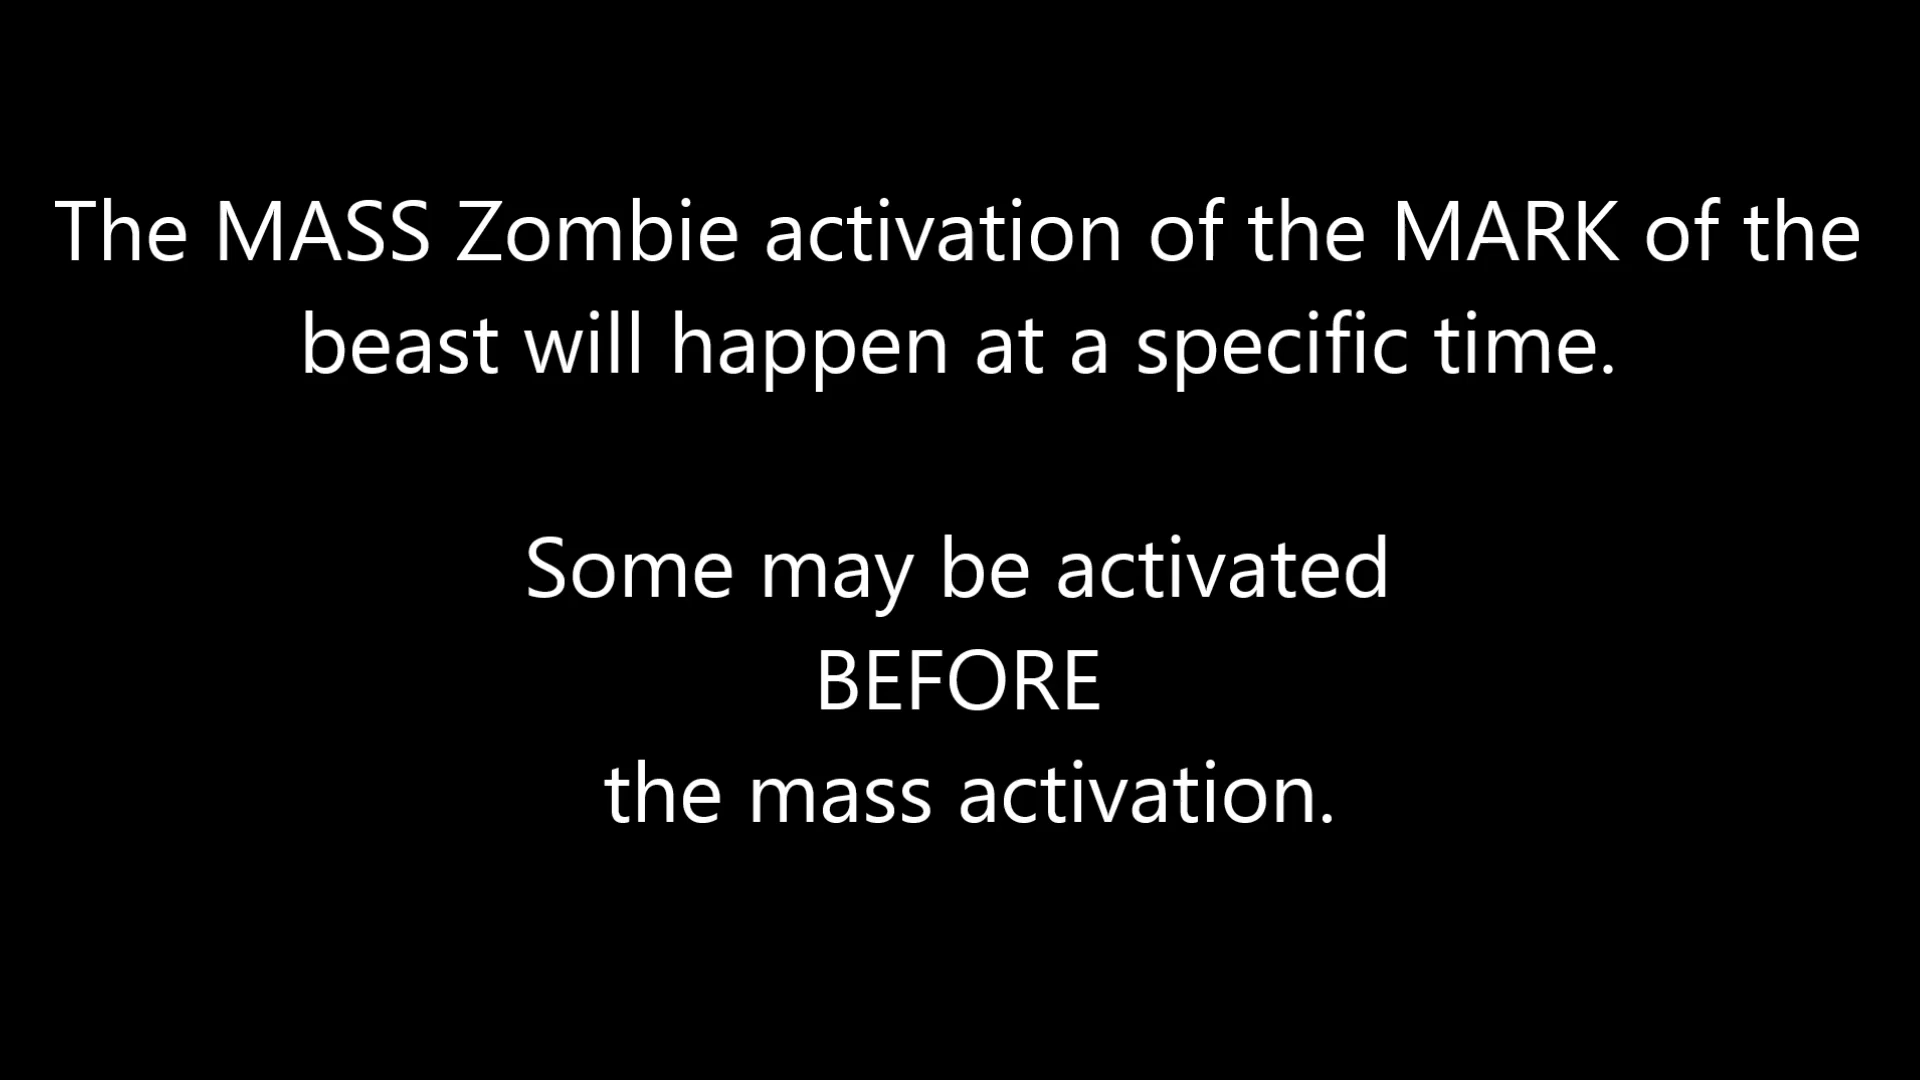 The MASS Zombie activation of the MARK of the
beast will happen at a specific time.
Some may be activated
BEFORE
the mass activation.